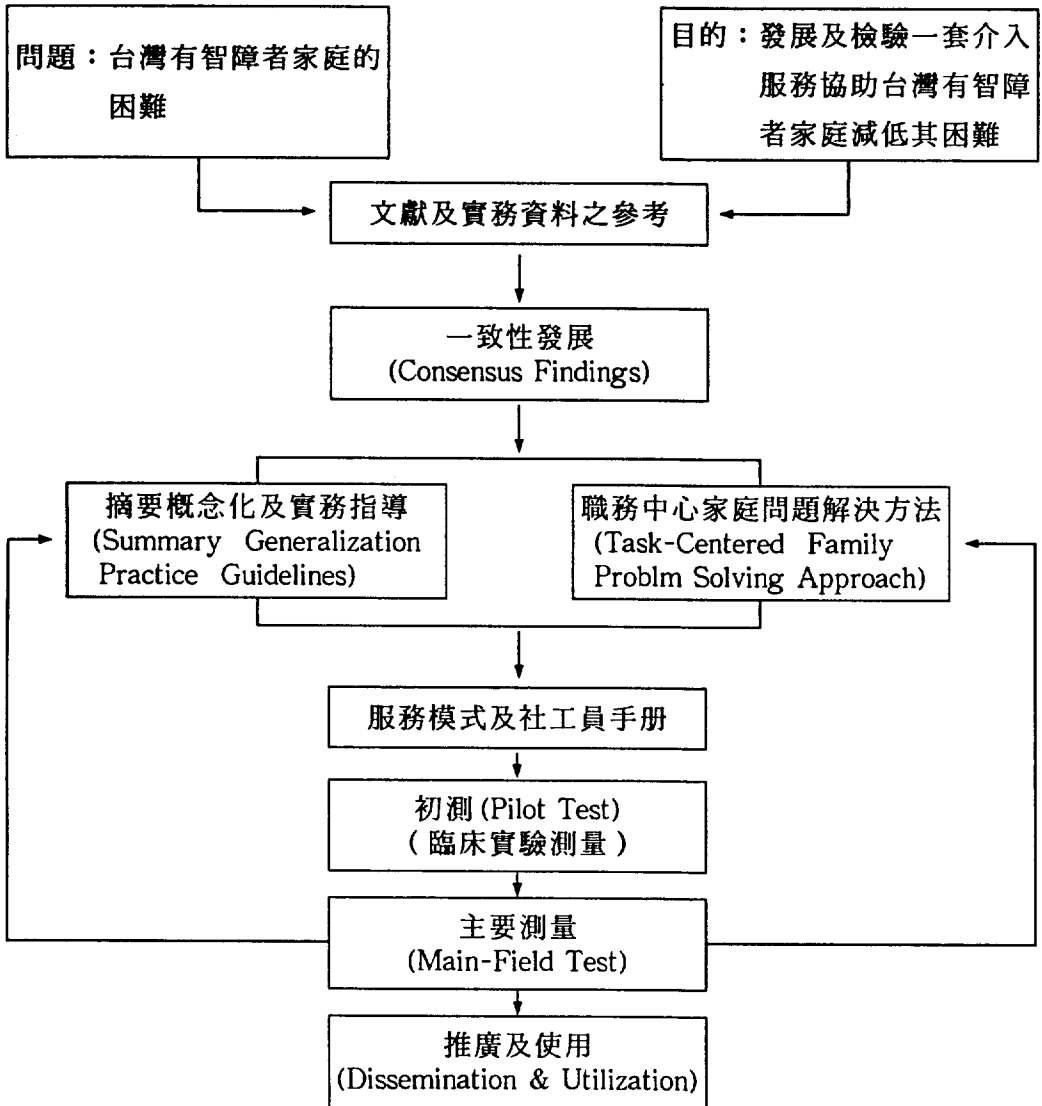 問題：台灣有智障者家庭的
困難
目的：發展及檢驗一套介入
服務協助台灣有智障
者家庭減低其困難
文獻及實務資料之參考
一致性發展
(Consensus Findings)
摘要概念化及實務指導
(Summary Generalization
Practice Guidelines)
職務中心家庭問題解決方法
(Task-Centered Family
Problm Solving Approach)
服務模式及社工員手册
初測(Pilot Test)
(臨床實驗測量)
主要測量
(Main-Field Test)
推廣及使用
(Dissemination & Utilization)